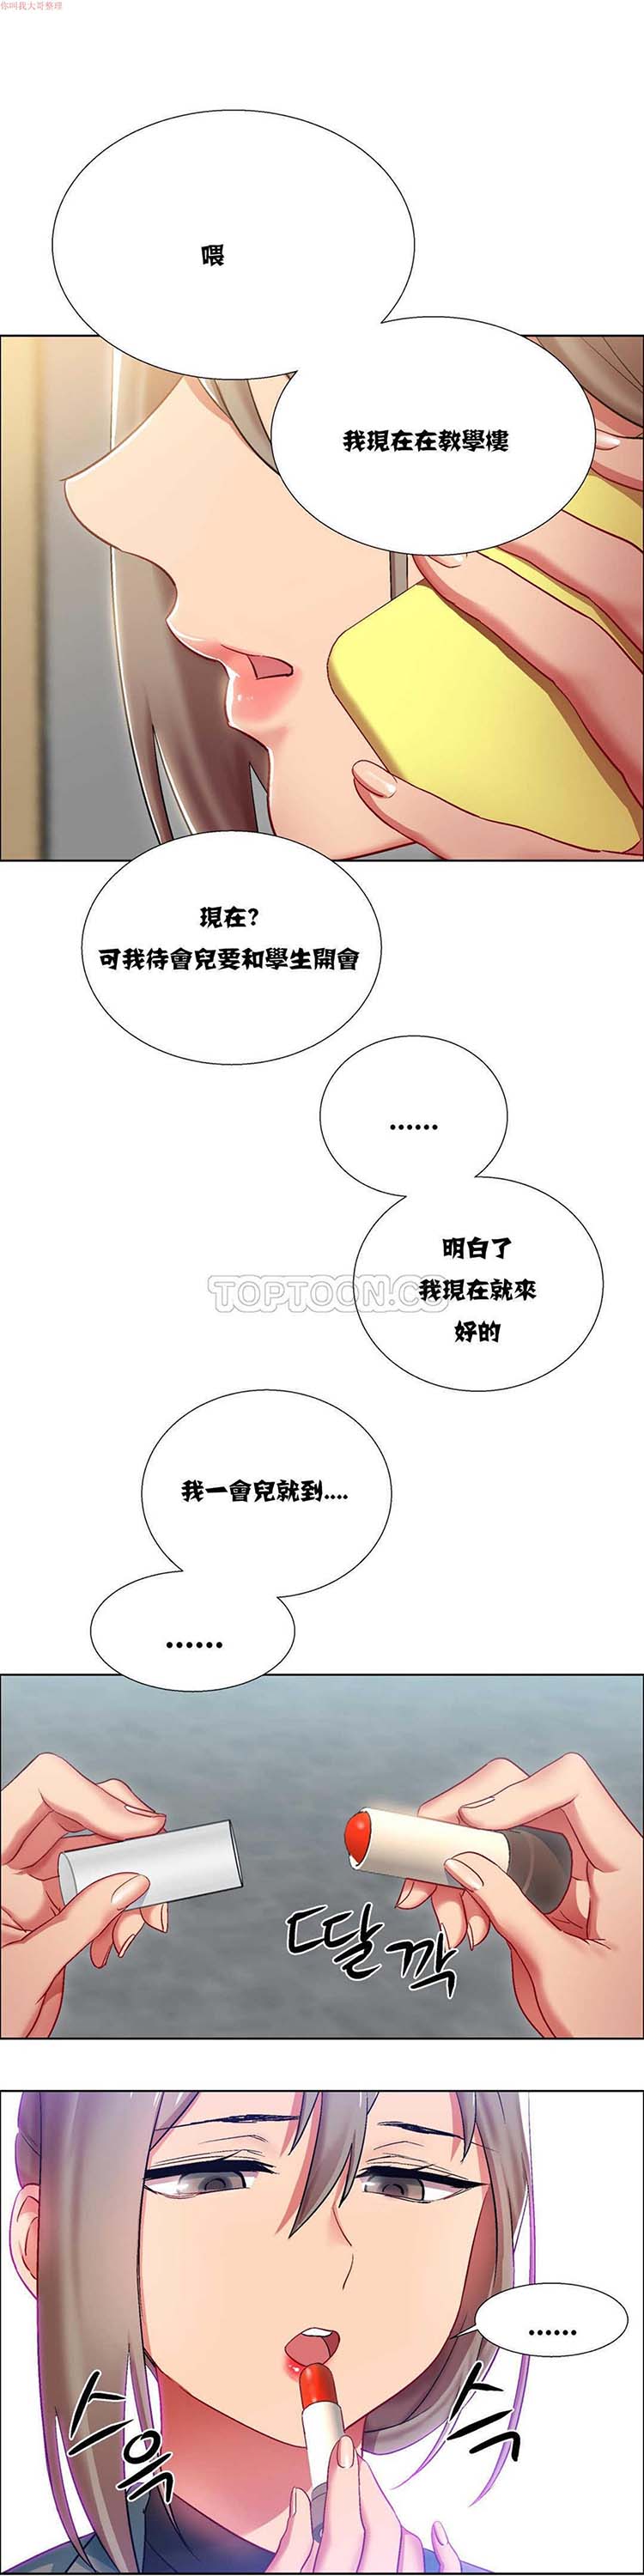 你叫我大哥整理
喂
我現在在教學樓
現在?
可我待會兒要和學生開會
......
明白了
我現在就來
好的
TOPTOON.CO
我一會兒就到....
......
딸깍
......
스윽
스윽